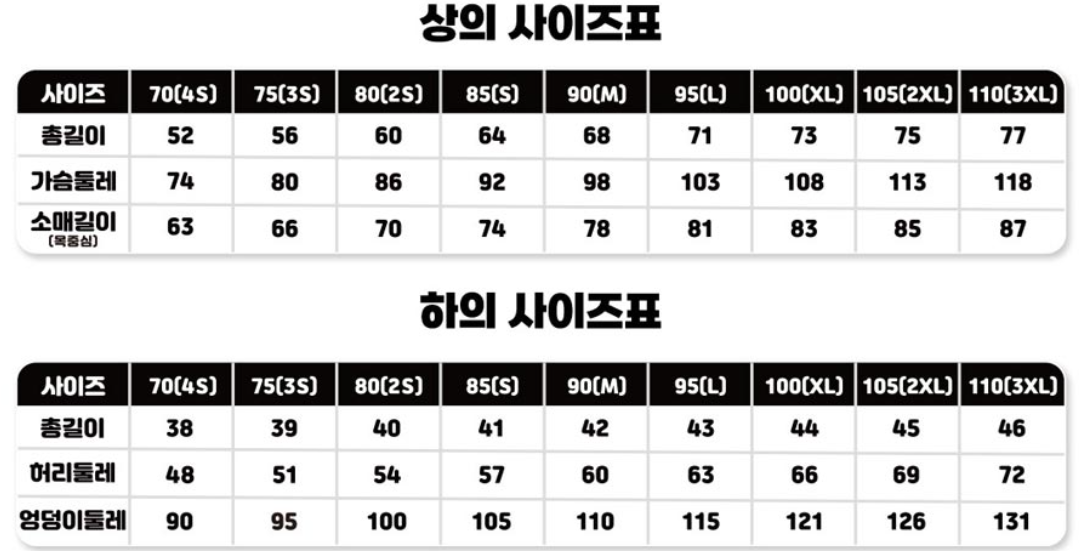 상의 사이즈표
사이즈 70(4S) 75(3S) 80(2S) 85(S) 90(M) 95(L) 100(XL) 105(2XL) 110(3XL)
총길이 52 56 60 64 68 71 73 75 77
가슴둘레 74 80 86 92 98 103 108 113 118
소매길이 63 66 70 74 78 81 83 85 87
(목중심)
하의 사이즈표
사이즈 70(4S) 75(3S) 80(2S) 85(S) 90(M) 95(L) 100(XL) 105(2XL) 110(3XL)
총길이 38 39 40 41 42 43 44 45 46
허리둘레 48 51 54 57 60 63 66 69 72
엉덩이둘레 90 95 100 105 110 115 121 126 131